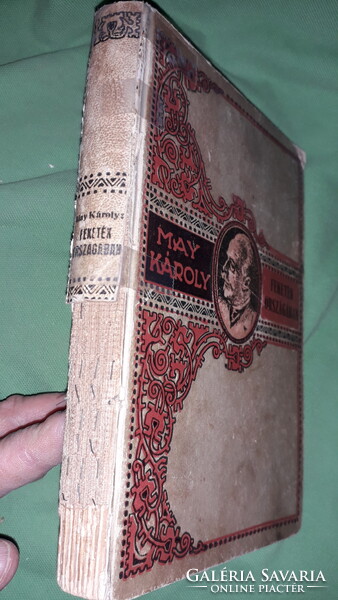 May Károly:
FEKETÉK
ORSZÁGÁBAN
MAY
KÁROLY
FEKETÉK
ORSZÁGÁBAN
GALÉRIA SAVARIA
ONLINE PIACTÉR